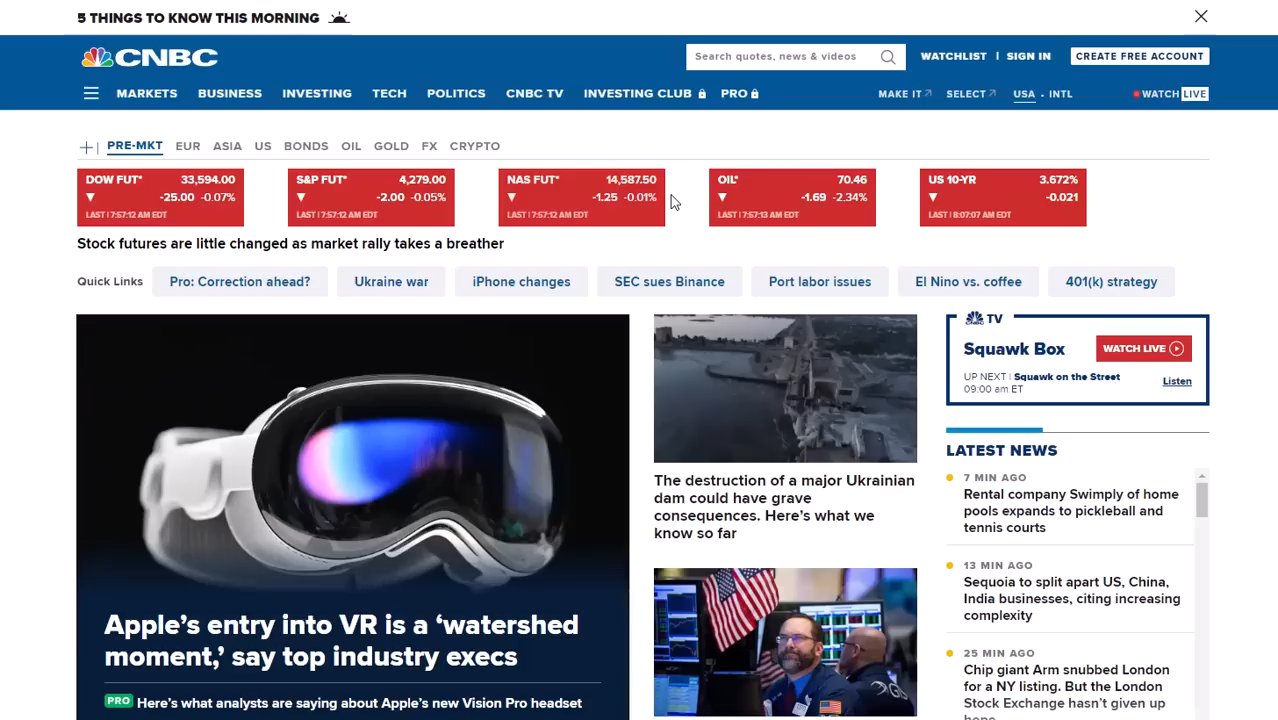 5 THINGS TO KNOW THIS MORNING
CNBC
Search quotes, news & videos
WATCHLIST | SIGN IN
CREATE FREE ACCOUNT
MARKETS BUSINESS INVESTING TECH POLITICS CNBC TV INVESTING CLUB PRO
MAKE IT SELECT USA • INTL WATCH LIVE
PRE-MKT EUR ASIA US BONDS OIL GOLD FX CRYPTO
DOW FUT* 33,594.00
-25.00 -0.07%
LAST | 7:57:12 AM EDT
S&P FUT* 4,279.00
-2.00 -0.05%
LAST | 7:57:12 AM EDT
NAS FUT* 14,587.50
-1.25 -0.01%
LAST | 7:57:12 AM EDT
OIL* 70.46
-1.69 -2.34%
LAST | 7:57:13 AM EDT
US 10-YR 3.672%
-0.021
LAST | 8:07:07 AM EDT
Stock futures are little changed as market rally takes a breather
Quick Links
Pro: Correction ahead?
Ukraine war
iPhone changes
SEC sues Binance
Port labor issues
El Nino vs. coffee
401(k) strategy
Apple’s entry into VR is a ‘watershed
moment,’ say top industry execs
PRO Here’s what analysts are saying about Apple’s new Vision Pro headset
The destruction of a major Ukrainian
dam could have grave
consequences. Here’s what we
know so far
CNBC TV
Squawk Box
WATCH LIVE
UP NEXT | Squawk on the Street
09:00 am ET
Listen
LATEST NEWS
7 MIN AGO
Rental company Swimply of home
pools expands to pickleball and
tennis courts
13 MIN AGO
Sequoia to split apart US, China,
India businesses, citing increasing
complexity
25 MIN AGO
Chip giant Arm snubbed London
for a NY listing. But the London
Stock Exchange hasn’t given up
hope